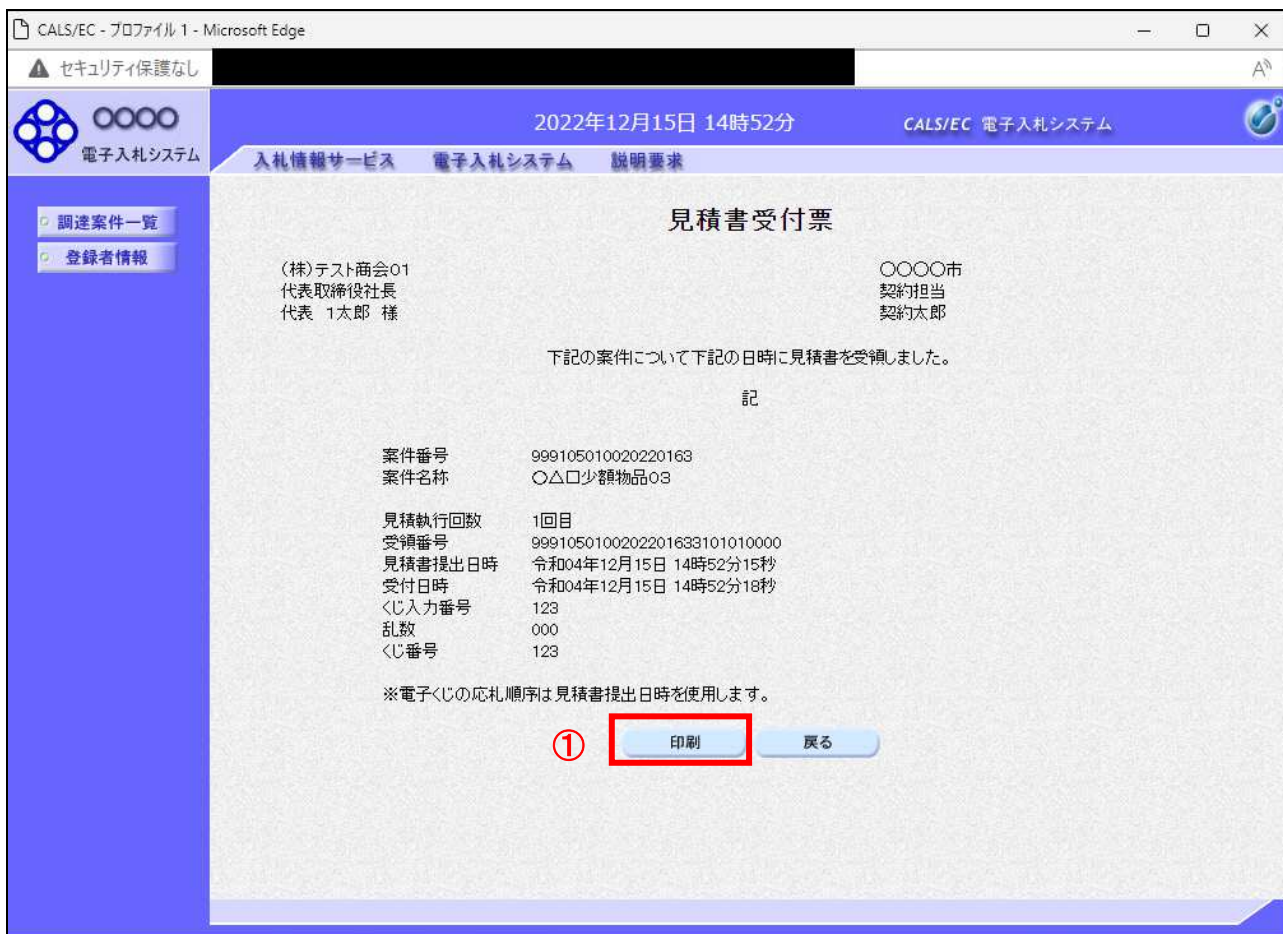 CALS/EC - プロファイル 1 - Microsoft Edge
セキュリティ保護なし
〇〇〇〇
電子入札システム
2022年12月15日 14時52分
CALS/EC 電子入札システム
入札情報サービス 電子入札システム 説明要求
調達案件一覧
登録者情報
見積書受付票
(株)テスト商会01
代表取締役社長
代表 1太郎 様
〇〇〇〇市
契約担当
契約太郎
下記の案件について下記の日時に見積書を受領しました。
記
案件番号 999105010020220163
案件名称 〇△口少額物品03
見積執行回数 1回目
受領番号 9991050100202201633101010000
見積書提出日時 令和04年12月15日 14時52分15秒
受付日時 令和04年12月15日 14時52分18秒
くじ入力番号 123
乱数 000
くじ番号 123
※電子くじの応札順序は見積書提出日時を使用します。
① 印刷 戻る